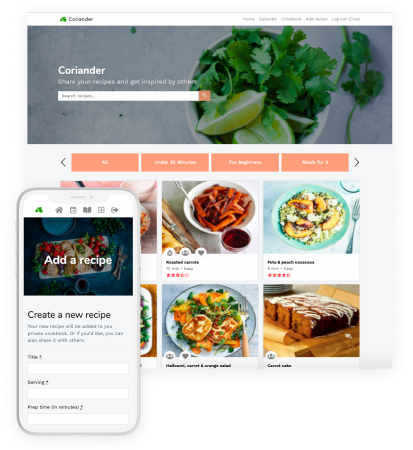 Coriander
Home Calendar Cookbook Add recipe Log out (Cleo)
Coriander
Share your recipes and get inspired by others
Search recipes...
All
Under 30 Minutes
For Beginners
Meals for 2
Roasted carrots
15 min • Easy
Feta & peach couscous
5 min • Easy
Halloumi, carrot & orange salad
Carrot cake
Add a recipe
Create a new recipe
Your new recipe will be added to you
private cookbook. Or if you'd like, you can
also share it with others.
Title *
Serving *
Prep time (in minutes) *